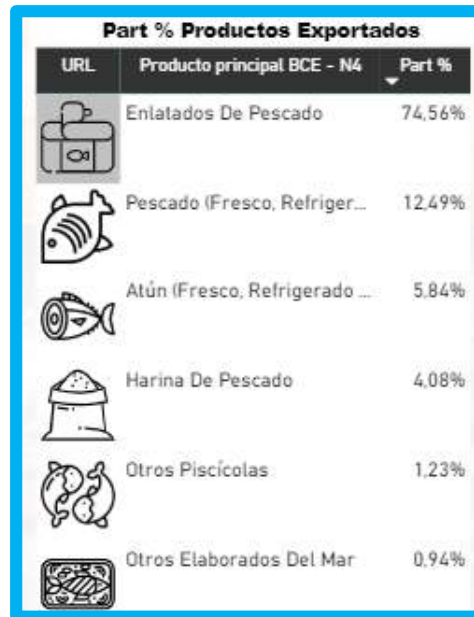 Part % Productos Exportados
URL Producto principal BCE - N4 Part %
Enlatados De Pescado 74,56%
Pescado (Fresco, Refriger... 12,49%
Atún (Fresco, Refrigerado ... 5,84%
Harina De Pescado 4,08%
Otros Piscícolas 1,23%
Otros Elaborados Del Mar 0,94%